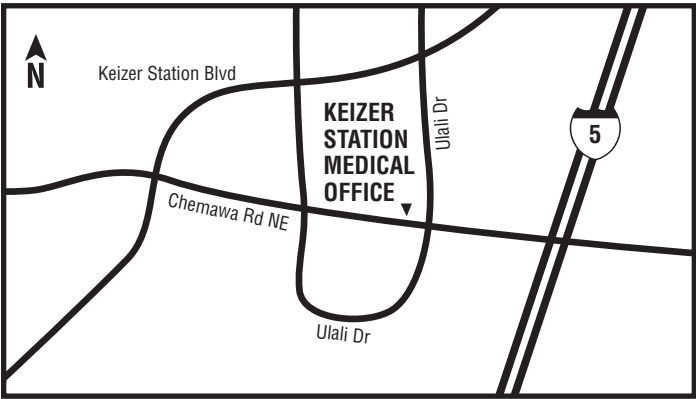 N
Keizer Station Blvd
KEIZER
STATION
MEDICAL
OFFICE
Ulali Dr
5
Chemawa Rd NE
Ulali Dr